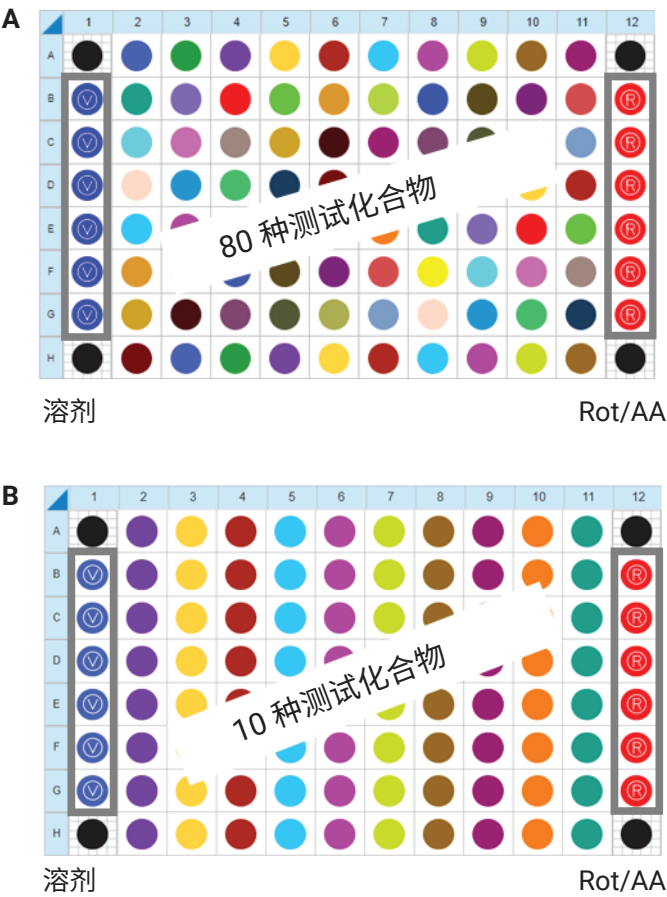 A
1 2 3 4 5 6 7 8 9 10 11 12
A
B Ⓥ Ⓡ
C Ⓥ Ⓡ
D Ⓥ Ⓡ
80 种测试化合物
E Ⓥ Ⓡ
F Ⓥ Ⓡ
G Ⓥ Ⓡ
H
溶剂 Rot/AA
B
1 2 3 4 5 6 7 8 9 10 11 12
A
B Ⓥ Ⓡ
C Ⓥ Ⓡ
D Ⓥ Ⓡ
10 种测试化合物
E Ⓥ Ⓡ
F Ⓥ Ⓡ
G Ⓥ Ⓡ
H
溶剂 Rot/AA